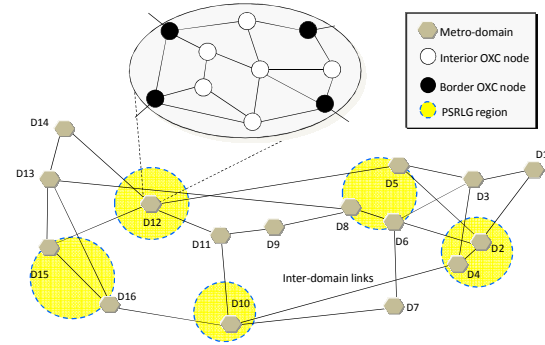 Metro-domain
Interior OXC node
Border OXC node
PSRLG region
D14
D13
D12
D5
D3
D1
D8
D6
D2
D11
D9
D4
D15
Inter-domain links
D16
D10
D7